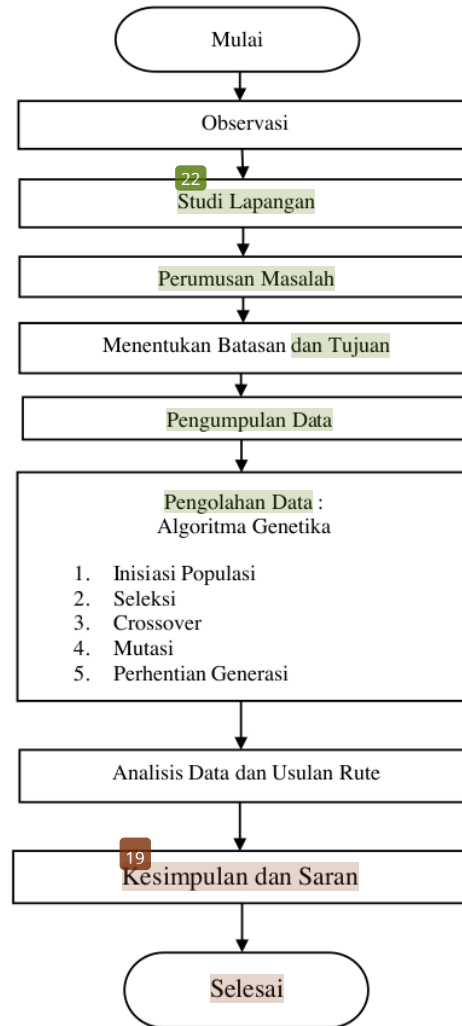 Mulai
Observasi
22
Studi Lapangan
Perumusan Masalah
Menentukan Batasan dan Tujuan
Pengumpulan Data
Pengolahan Data :
Algoritma Genetika
1. Inisiasi Populasi
2. Seleksi
3. Crossover
4. Mutasi
5. Perhentian Generasi
Analisis Data dan Usulan Rute
19
Kesimpulan dan Saran
Selesai